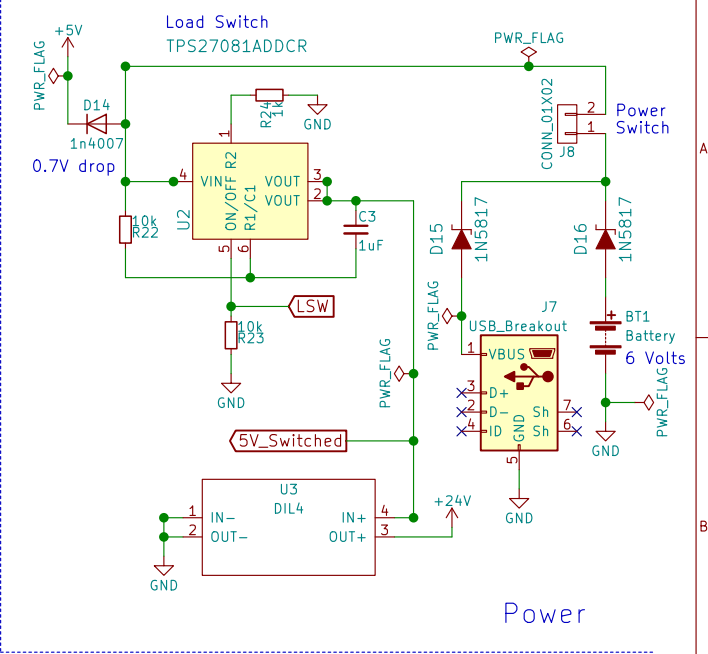 Load Switch
TPS27081ADDCR
+5V
PWR_FLAG
PWR_FLAG
D14
1n4007
0.7V drop
R24
1k
GND
CONN_01X02
2
1
J8
Power
Switch
A
1
4
VIN
ON/OFF
R2
R1/C1
VOUT
3
VOUT
2
U2
5
6
10k
R22
C3
1uF
D15
1N5817
D16
1N5817
LSW
10k
R23
GND
PWR_FLAG
J7
USB_Breakout
1
VBUS
3
D+
2
D-
4
ID
Sh
7
Sh
6
GND
5
GND
+
BT1
Battery
6 Volts
PWR_FLAG
GND
PWR_FLAG
5V_Switched
U3
DIL4
1
IN-
IN+
4
2
OUT-
OUT+
3
+24V
GND
B
Power